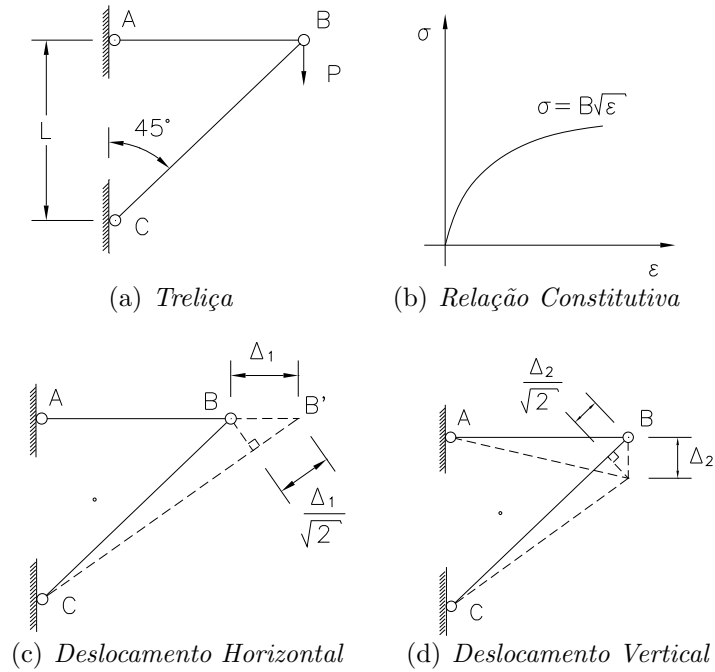 A
B
P
L
45°
C
(a) Treliça
σ
σ=B√ε
ε
(b) Relação Constitutiva
Δ₁
A
B
B'
Δ₁
√2
C
(c) Deslocamento Horizontal
Δ₂
√2
A
B
Δ₂
C
(d) Deslocamento Vertical